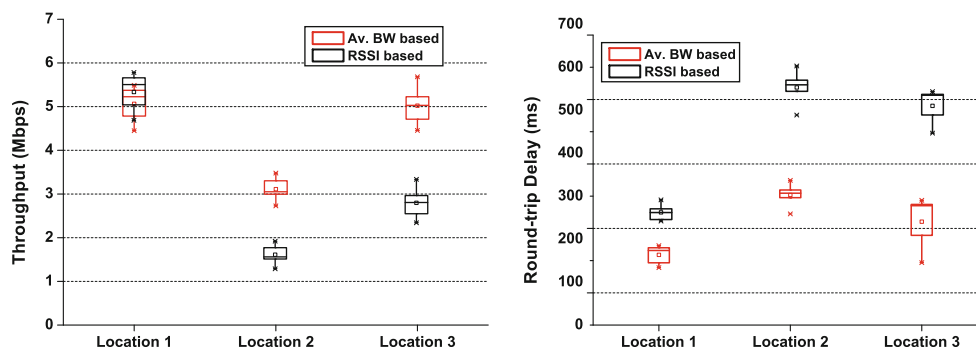 Throughput (Mbps)
7
6
5
4
3
2
1
0
Av. BW based
RSSI based
Location 1 Location 2 Location 3
Round-trip Delay (ms)
700
600
500
400
300
200
100
0
Av. BW based
RSSI based
Location 1 Location 2 Location 3